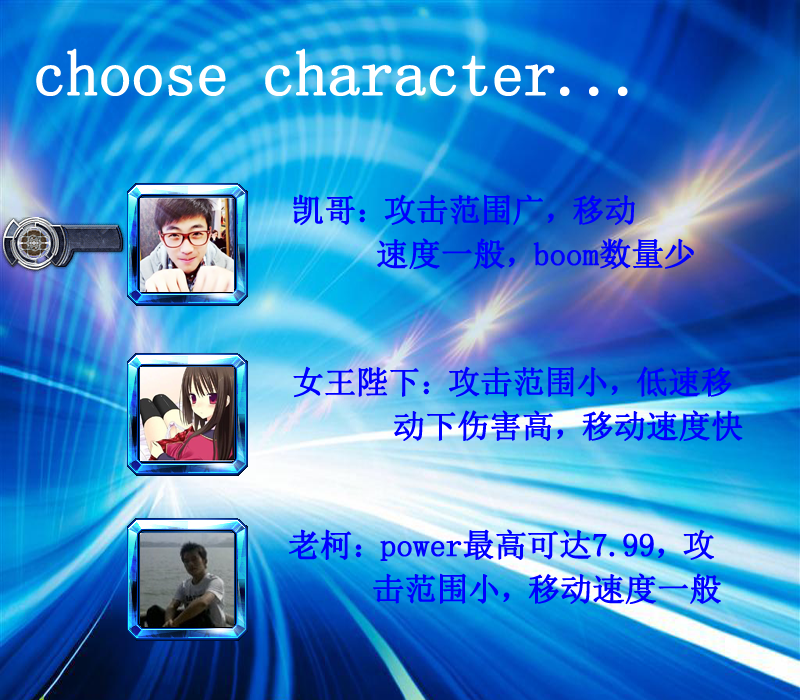 choose character...
凯哥：攻击范围广，移动
速度一般，boom数量少
女王陛下：攻击范围小，低速移
动下伤害高，移动速度快
老柯：power最高可达7.99，攻
击范围小，移动速度一般